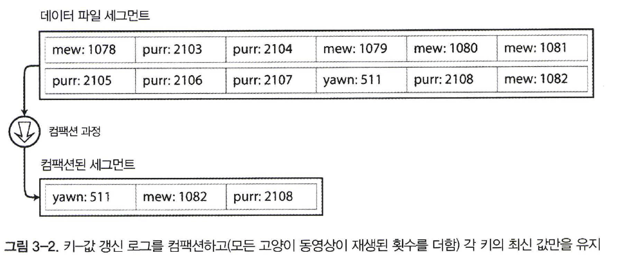 데이터 파일 세그먼트
mew: 1078 purr: 2103 purr: 2104 mew: 1079 mew: 1080 mew: 1081
purr: 2105 purr: 2106 purr: 2107 yawn: 511 purr: 2108 mew: 1082
컴팩션 과정
컴팩션된 세그먼트
yawn: 511 mew: 1082 purr: 2108
그림 3-2. 키-값 갱신 로그를 컴팩션하고(모든 고양이 동영상이 재생된 횟수를 더함) 각 키의 최신 값만을 유지